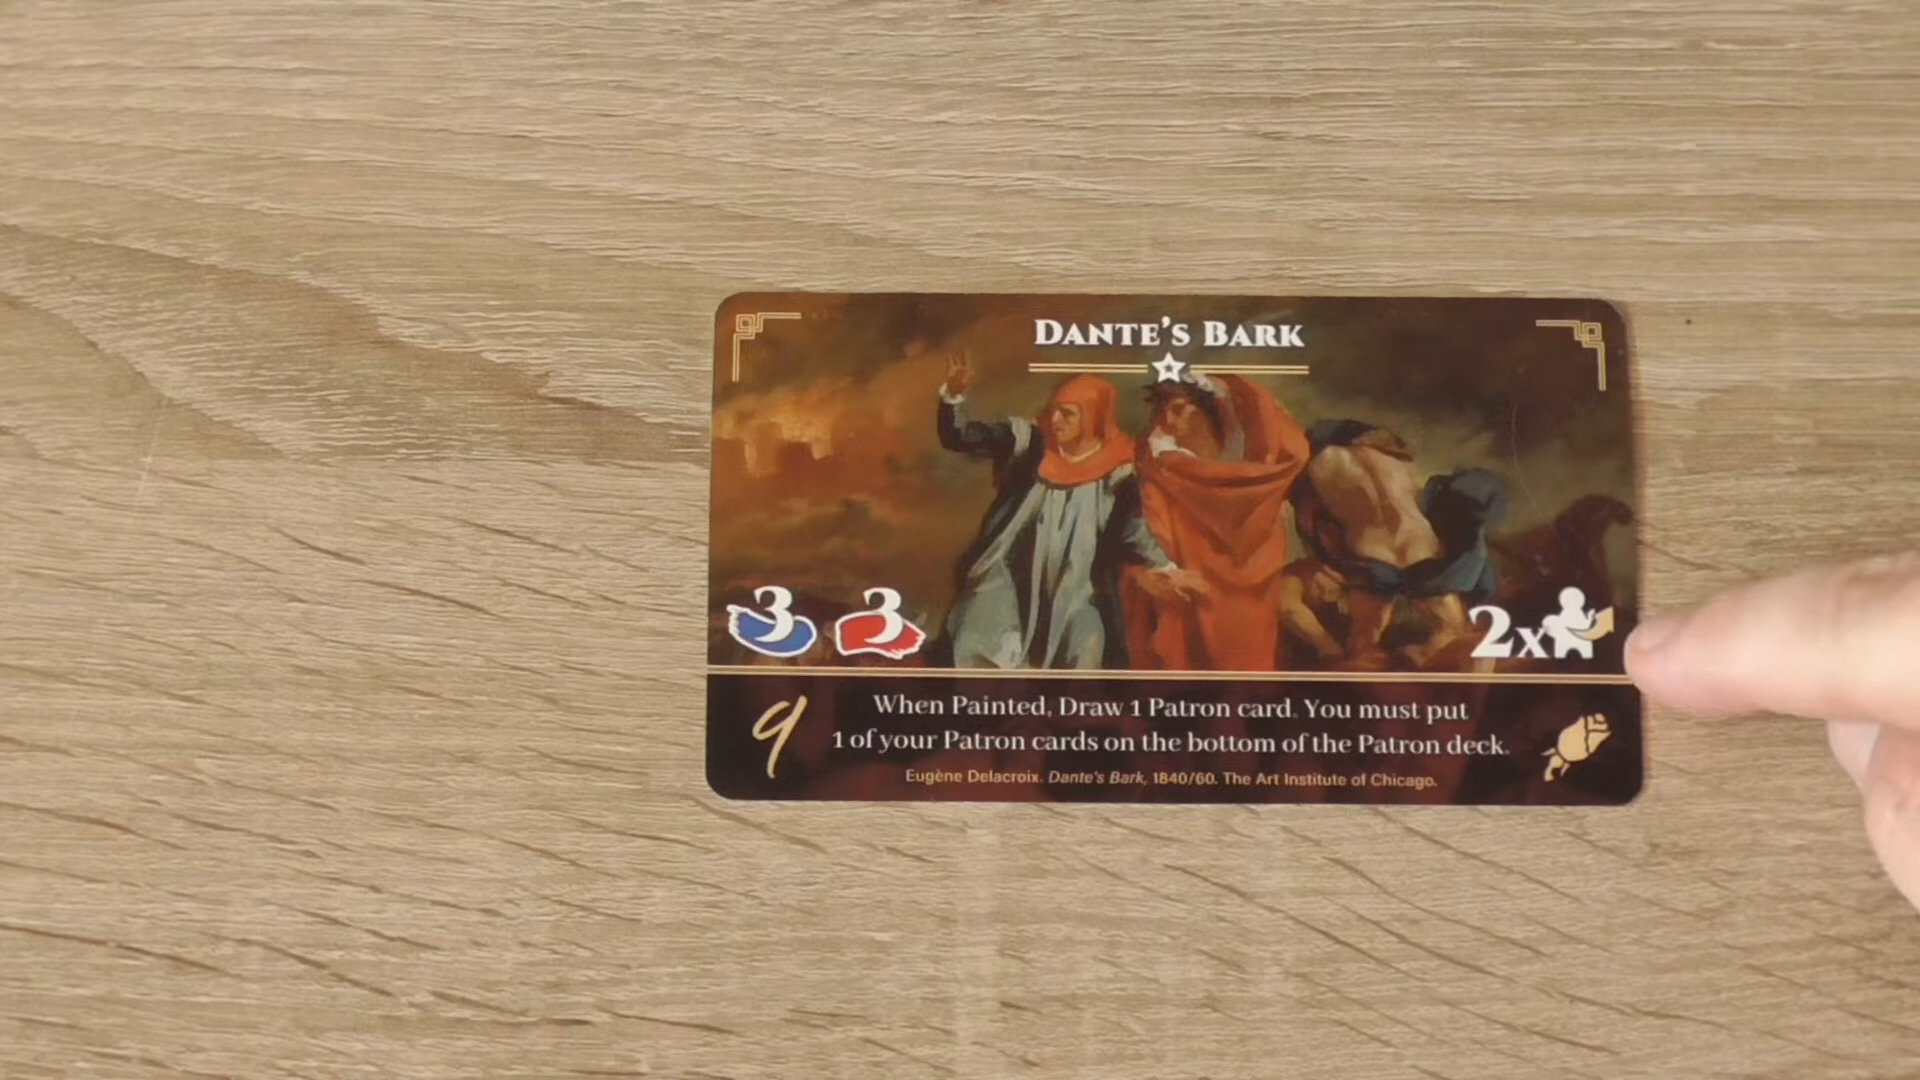 DANTE'S BARK
3 3
2x
9
When Painted, Draw 1 Patron card. You must put
1 of your Patron cards on the bottom of the Patron deck.
Eugène Delacroix. Dante's Bark, 1840/60. The Art Institute of Chicago.